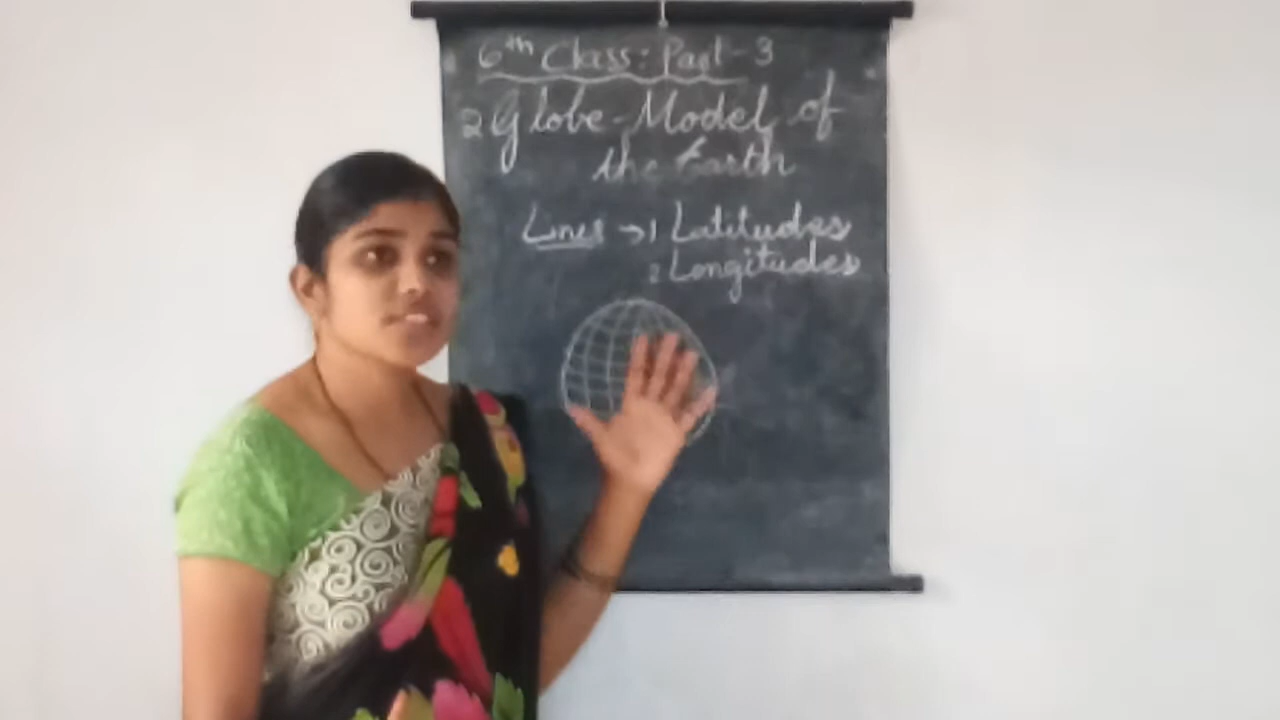 6th Class: Part-3
2 Globe-Model of
the Earth
Lines → 1 Latitudes
2 Longitudes